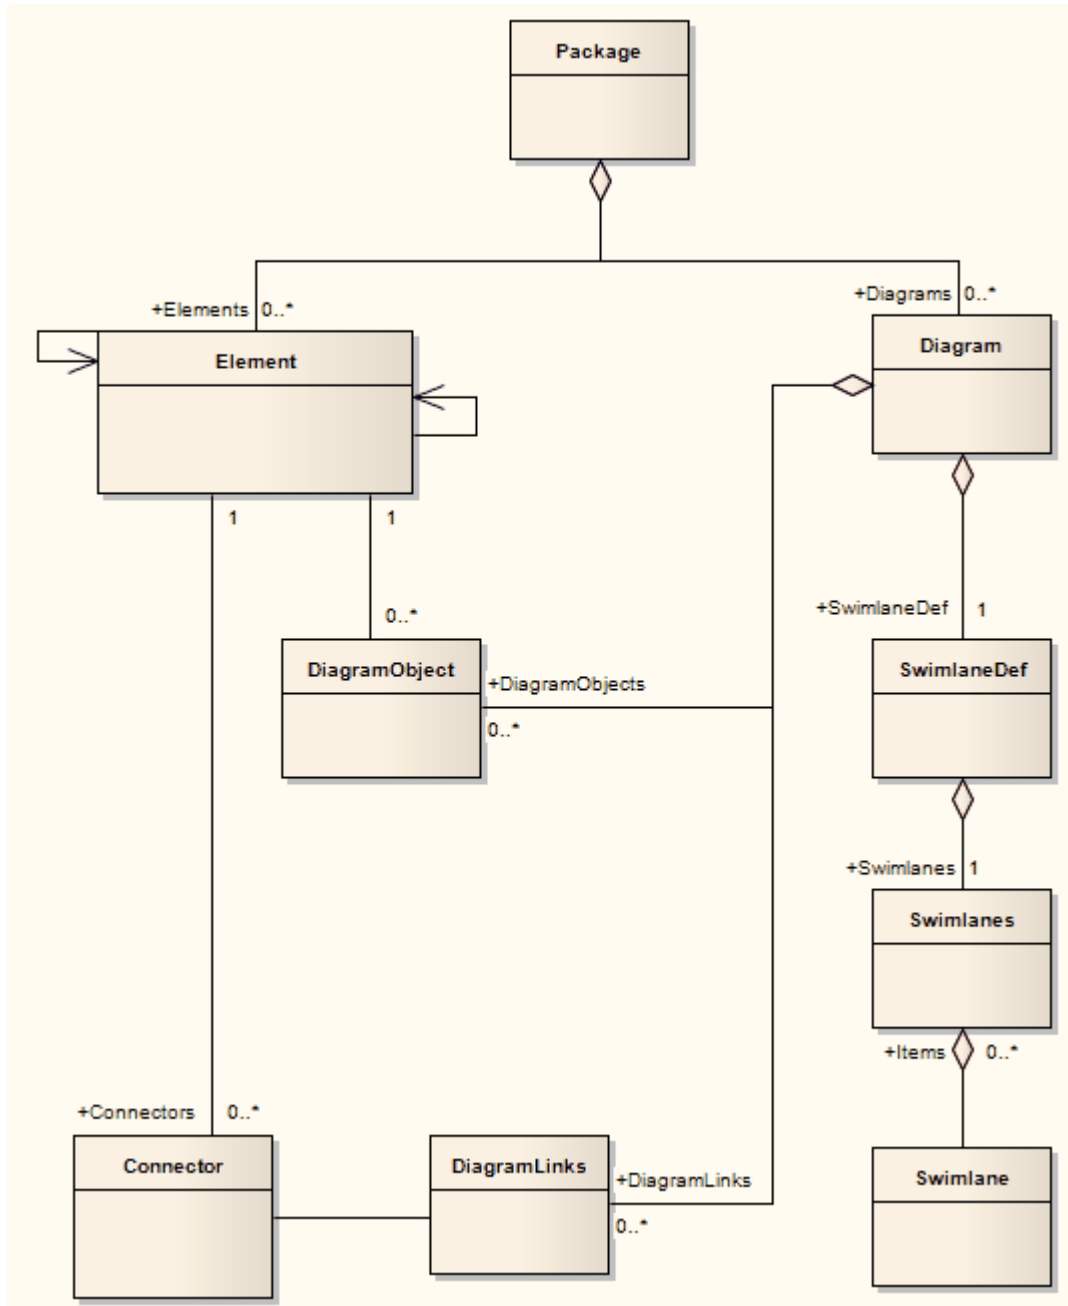 Package
+Elements 0..*
+Diagrams 0..*
Element
Diagram
1
1
0..*
+SwimlaneDef 1
DiagramObject
SwimlaneDef
+DiagramObjects
0..*
+Swimlanes 1
Swimlanes
+Items 0..*
+Connectors 0..*
Connector
DiagramLinks
+DiagramLinks
0..*
Swimlane